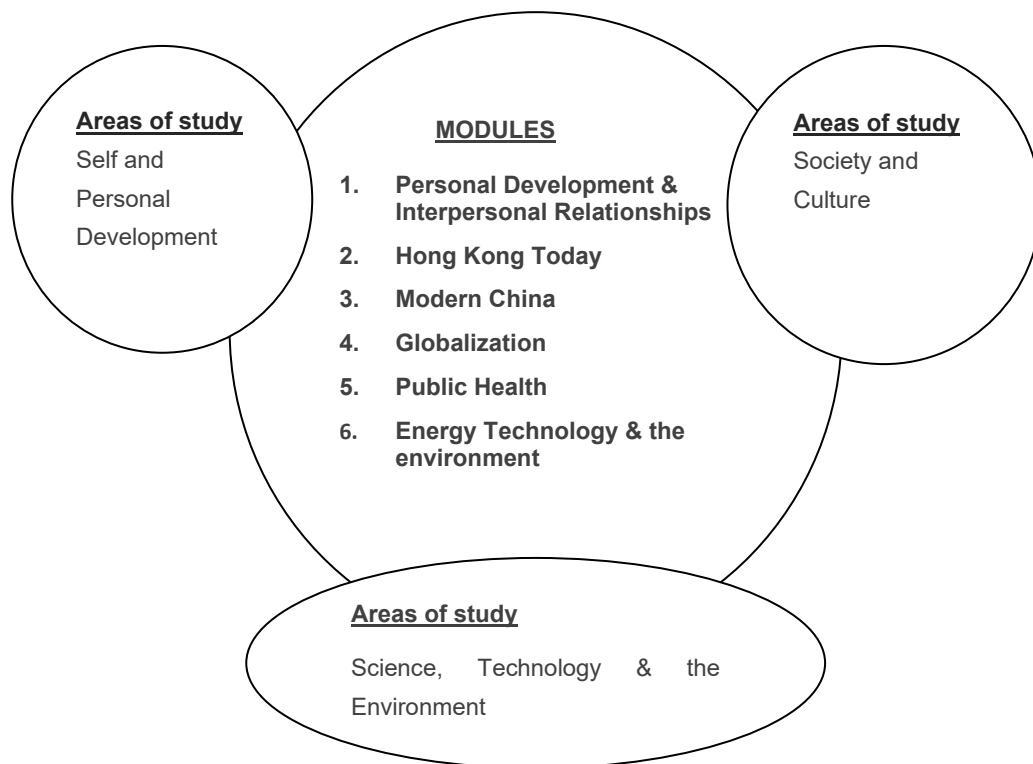 Areas of study
Self and
Personal
Development
MODULES
1. Personal Development &
Interpersonal Relationships
2. Hong Kong Today
3. Modern China
4. Globalization
5. Public Health
6. Energy Technology & the
environment
Areas of study
Society and
Culture
Areas of study
Science, Technology & the
Environment